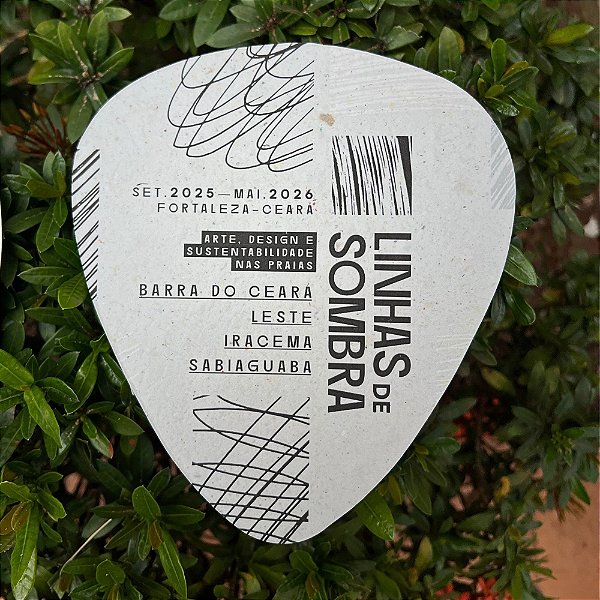 SET.2025—MAI.2026
FORTALEZA-CEARÁ
ARTE, DESIGN E
SUSTENTABILIDADE
NAS PRAIAS
BARRA DO CEARÁ
LESTE
IRACEMA
SABIAGUABA
LINHAS DE
SOMBRA